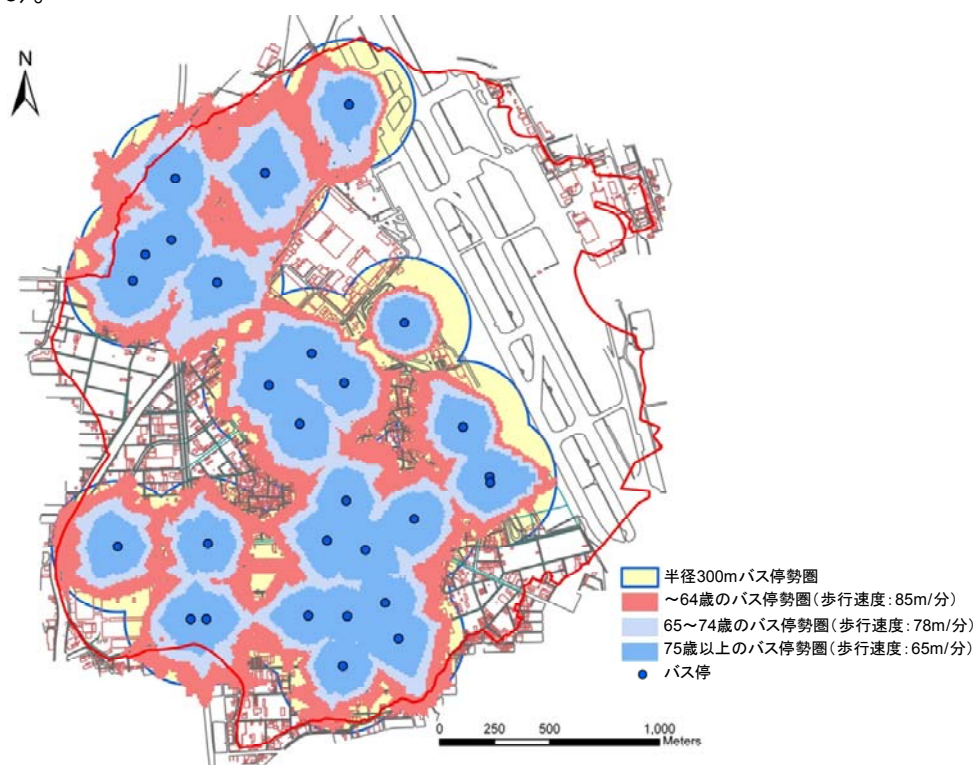 N
半径300mバス停勢圏
～64歳のバス停勢圏(歩行速度:85m/分)
65～74歳のバス停勢圏(歩行速度:78m/分)
75歳以上のバス停勢圏(歩行速度:65m/分)
バス停
0 250 500 1,000
Meters